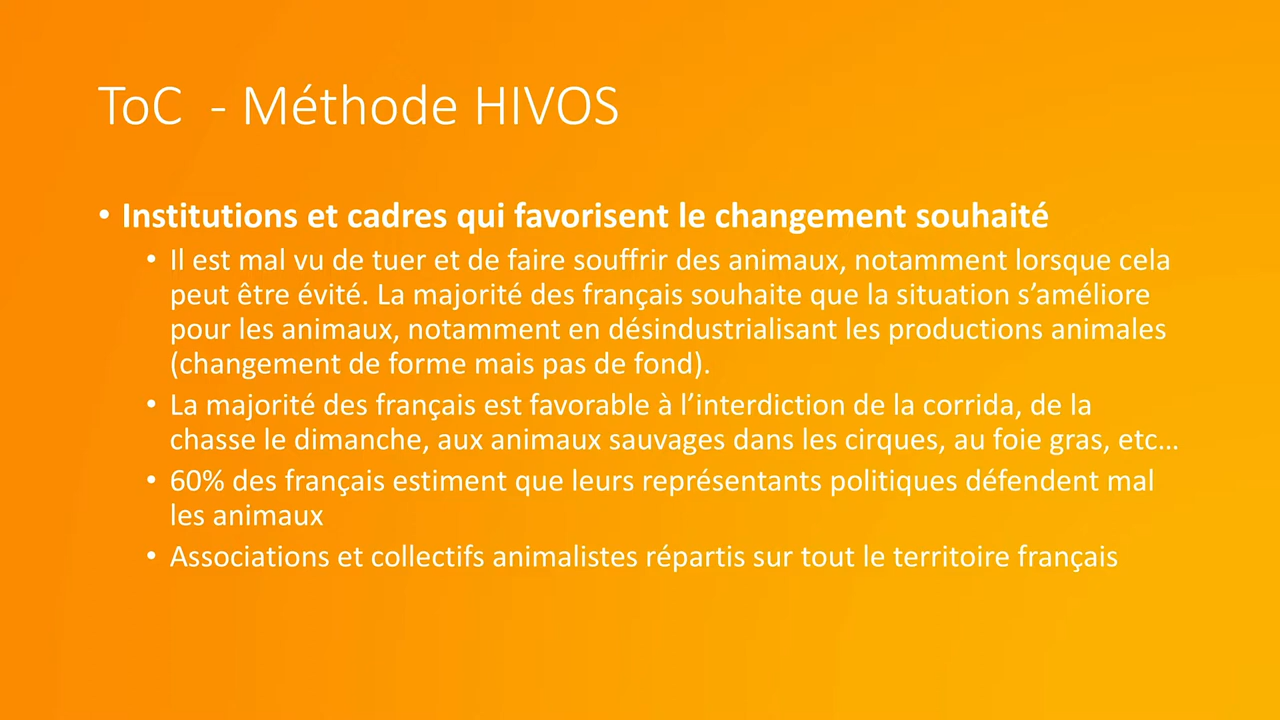 ToC - Méthode HIVOS
• Institutions et cadres qui favorisent le changement souhaité
• Il est mal vu de tuer et de faire souffrir des animaux, notamment lorsque cela
peut être évité. La majorité des français souhaite que la situation s’améliore
pour les animaux, notamment en désindustrialisant les productions animales
(changement de forme mais pas de fond).
• La majorité des français est favorable à l’interdiction de la corrida, de la
chasse le dimanche, aux animaux sauvages dans les cirques, au foie gras, etc…
• 60% des français estiment que leurs représentants politiques défendent mal
les animaux
• Associations et collectifs animalistes répartis sur tout le territoire français